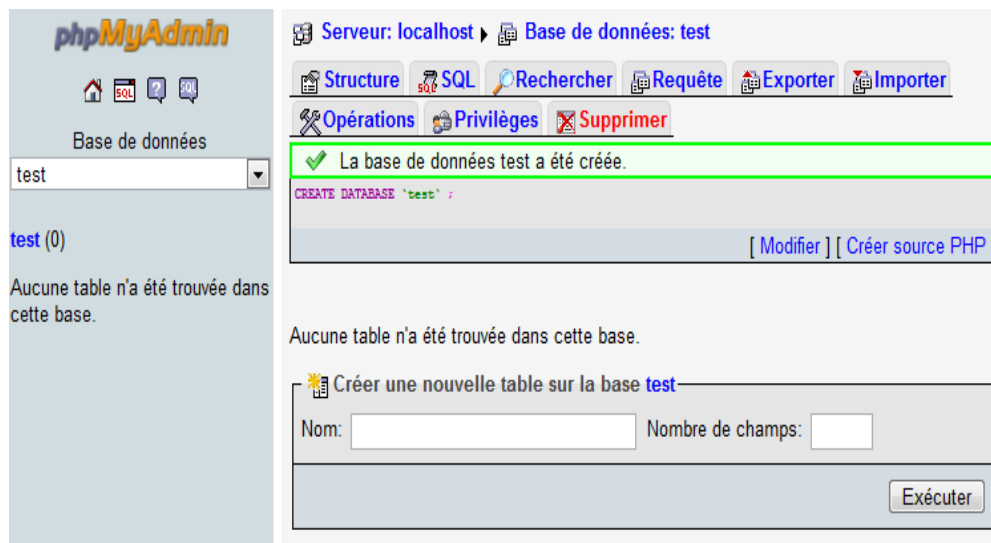 phpMyAdmin
SQL
SQL
Base de données
test
test (0)
Aucune table n'a été trouvée dans
cette base.
Serveur: localhost Base de données: test
Structure SQL Rechercher Requête Exporter Importer
Opérations Privilèges Supprimer
La base de données test a été créée.
CREATE DATABASE `test` ;
[ Modifier ] [ Créer source PHP
Aucune table n'a été trouvée dans cette base.
Créer une nouvelle table sur la base test
Nom: Nombre de champs:
Exécuter